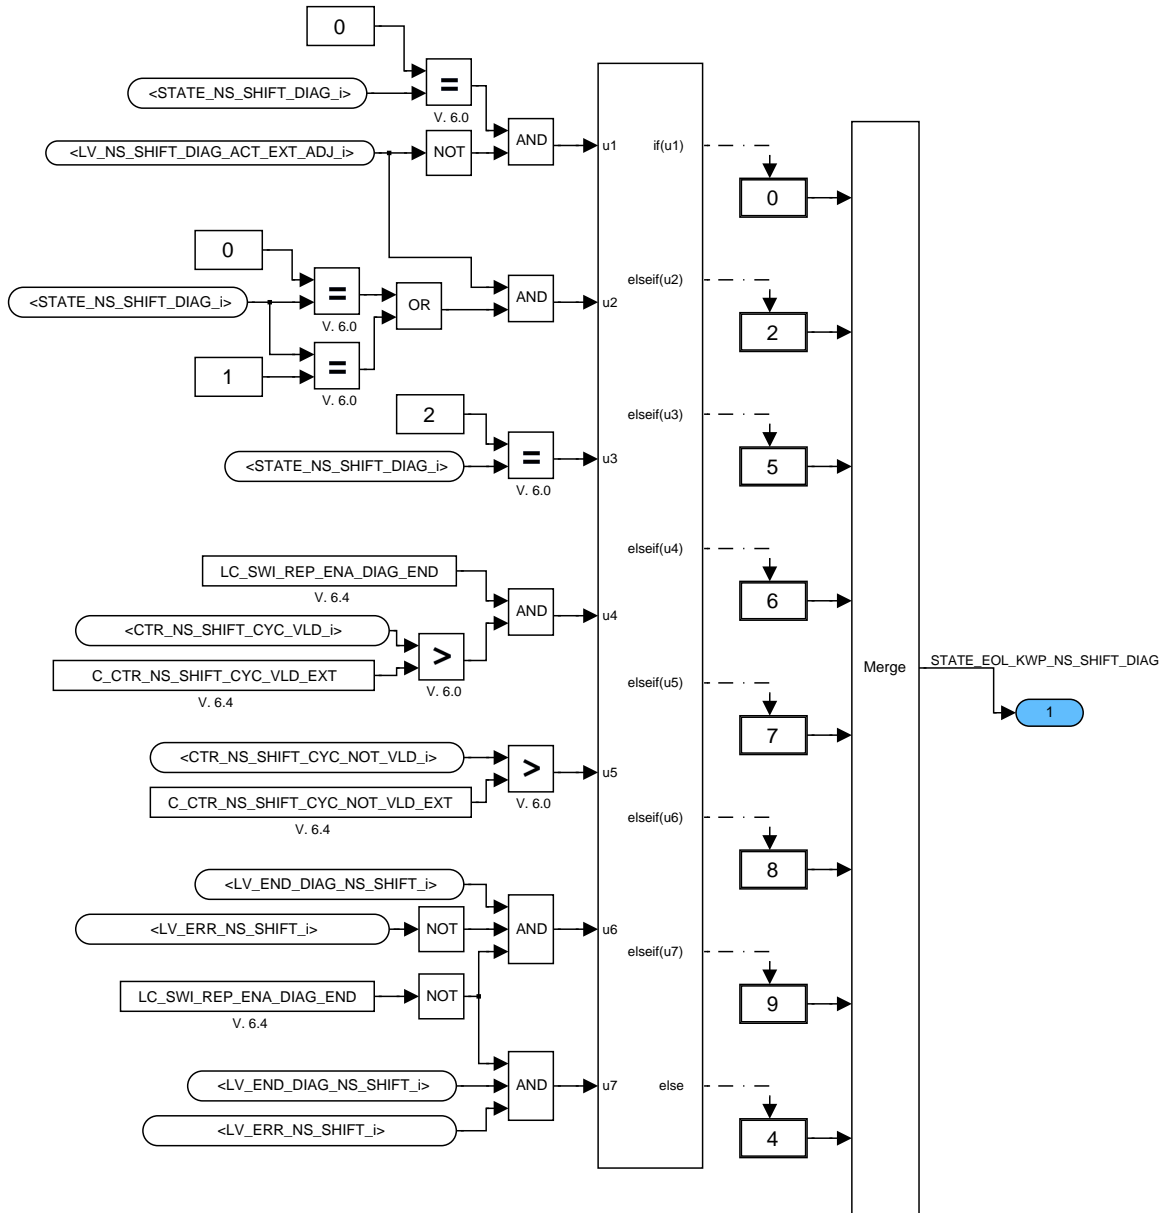 0
<STATE_NS_SHIFT_DIAG_i>
=
V. 6.0
<LV_NS_SHIFT_DIAG_ACT_EXT_ADJ_i>
NOT
AND
u1
if(u1)
0
0
<STATE_NS_SHIFT_DIAG_i>
=
V. 6.0
OR
AND
u2
elseif(u2)
2
1
=
V. 6.0
2
<STATE_NS_SHIFT_DIAG_i>
=
V. 6.0
u3
elseif(u3)
5
LC_SWI_REP_ENA_DIAG_END
V. 6.4
<CTR_NS_SHIFT_CYC_VLD_i>
C_CTR_NS_SHIFT_CYC_VLD_EXT
V. 6.4
>
V. 6.0
AND
u4
elseif(u4)
6
<CTR_NS_SHIFT_CYC_NOT_VLD_i>
C_CTR_NS_SHIFT_CYC_NOT_VLD_EXT
V. 6.4
>
V. 6.0
u5
elseif(u5)
7
<LV_END_DIAG_NS_SHIFT_i>
<LV_ERR_NS_SHIFT_i>
NOT
AND
u6
elseif(u6)
8
LC_SWI_REP_ENA_DIAG_END
V. 6.4
NOT
<LV_END_DIAG_NS_SHIFT_i>
<LV_ERR_NS_SHIFT_i>
AND
u7
elseif(u7)
9
else
4
Merge
STATE_EOL_KWP_NS_SHIFT_DIAG
1